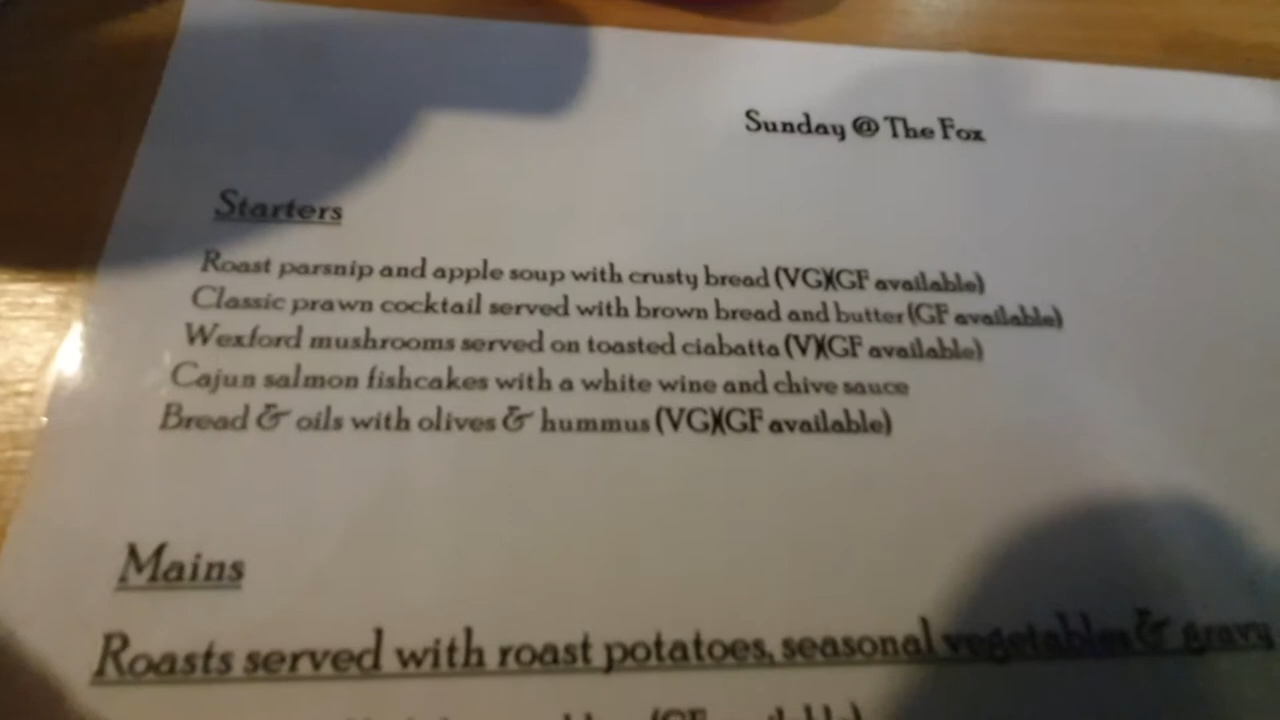 Sunday @ The Fox
Starters
Roast parsnip and apple soup with crusty bread (VG)(GF available)
Classic prawn cocktail served with brown bread and butter (GF available)
Wexford mushrooms served on toasted ciabatta (V)(GF available)
Cajun salmon fishcakes with a white wine and chive sauce
Bread & oils with olives & hummus (VG)(GF available)
Mains
Roasts served with roast potatoes, seasonal vegetables & gravy